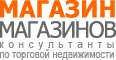 МАГАЗИН
МАГАЗИНОВ
консультанты
по торговой недвижимости